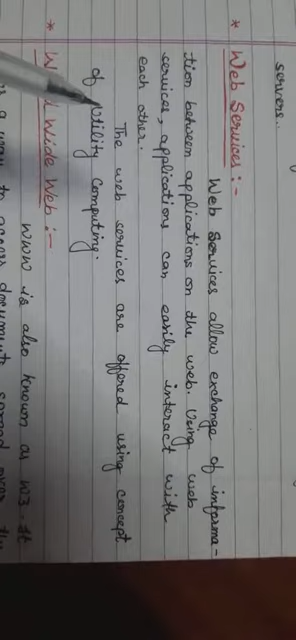 servers.
* Web Services :-
Web Services allow exchange of informa-
tion between applications on the web. Using web
services, applications can easily interact with
each other.
The web services are offered using concept
of Utility Computing.
* Wide Web :-
WWW is also known as W3. It
is a way to access documents spread over the